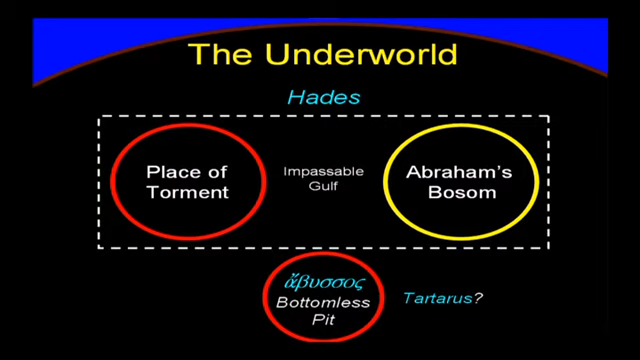 The Underworld
Hades
Place of
Torment
Impassable
Gulf
Abraham's
Bosom
ἄβυσσος
Bottomless
Pit
Tartarus?